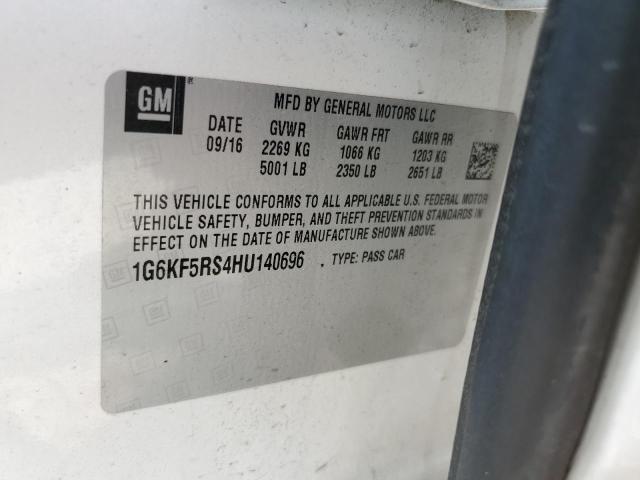 GM
MFD BY GENERAL MOTORS LLC
DATE GVWR GAWR FRT GAWR RR
09/16 2269 KG 1066 KG 1203 KG
5001 LB 2350 LB 2651 LB
THIS VEHICLE CONFORMS TO ALL APPLICABLE U.S. FEDERAL MOTOR
VEHICLE SAFETY, BUMPER, AND THEFT PREVENTION STANDARDS IN
EFFECT ON THE DATE OF MANUFACTURE SHOWN ABOVE.
1G6KF5RS4HU140696 . TYPE: PASS CAR